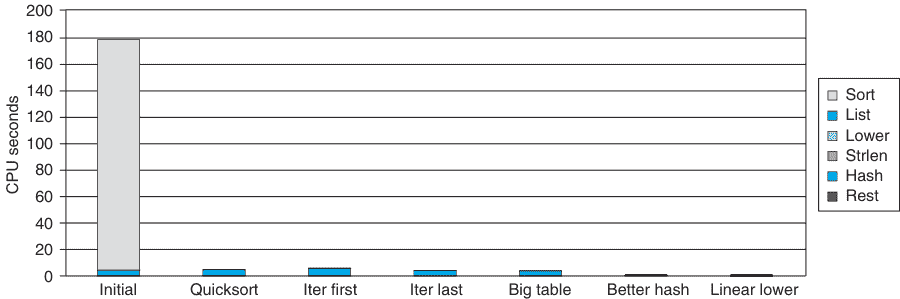 200
180
160
140
120
100
80
60
40
20
0
CPU seconds
Initial
Quicksort
Iter first
Iter last
Big table
Better hash
Linear lower
Sort
List
Lower
Strlen
Hash
Rest